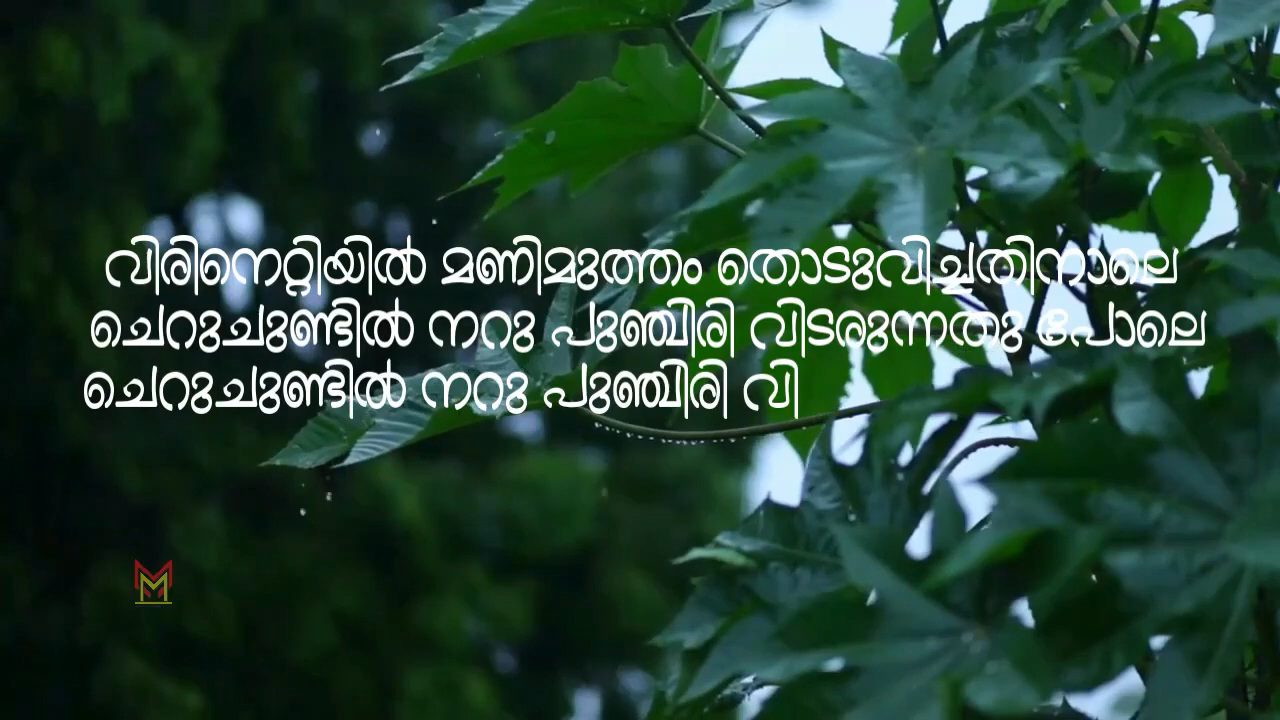 വിരിനെറ്റിയിൽ മണിമുത്തം തൊടുവിച്ചതിനാലെ
ചെറുചുണ്ടിൽ നറു പുഞ്ചിരി വിടരുന്നതു പോലെ
ചെറുചുണ്ടിൽ നറു പുഞ്ചിരി വി
M